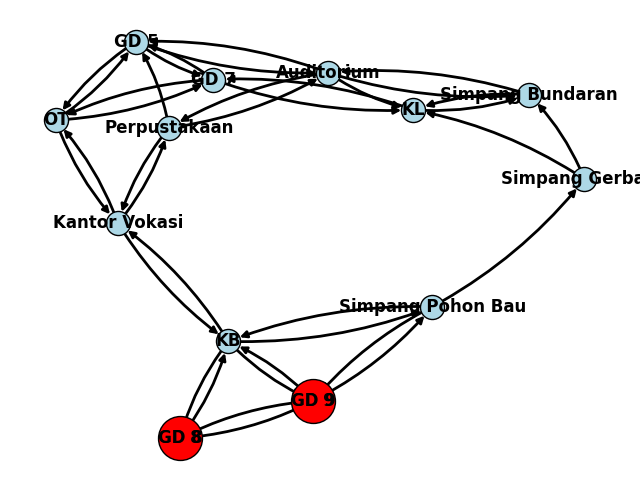 GD 5
GD 7
Auditorium
Simpang Bundaran
KL
OT
Perpustakaan
Simpang Gerba
Kantor Vokasi
Simpang Pohon Bau
KB
GD 9
GD 8